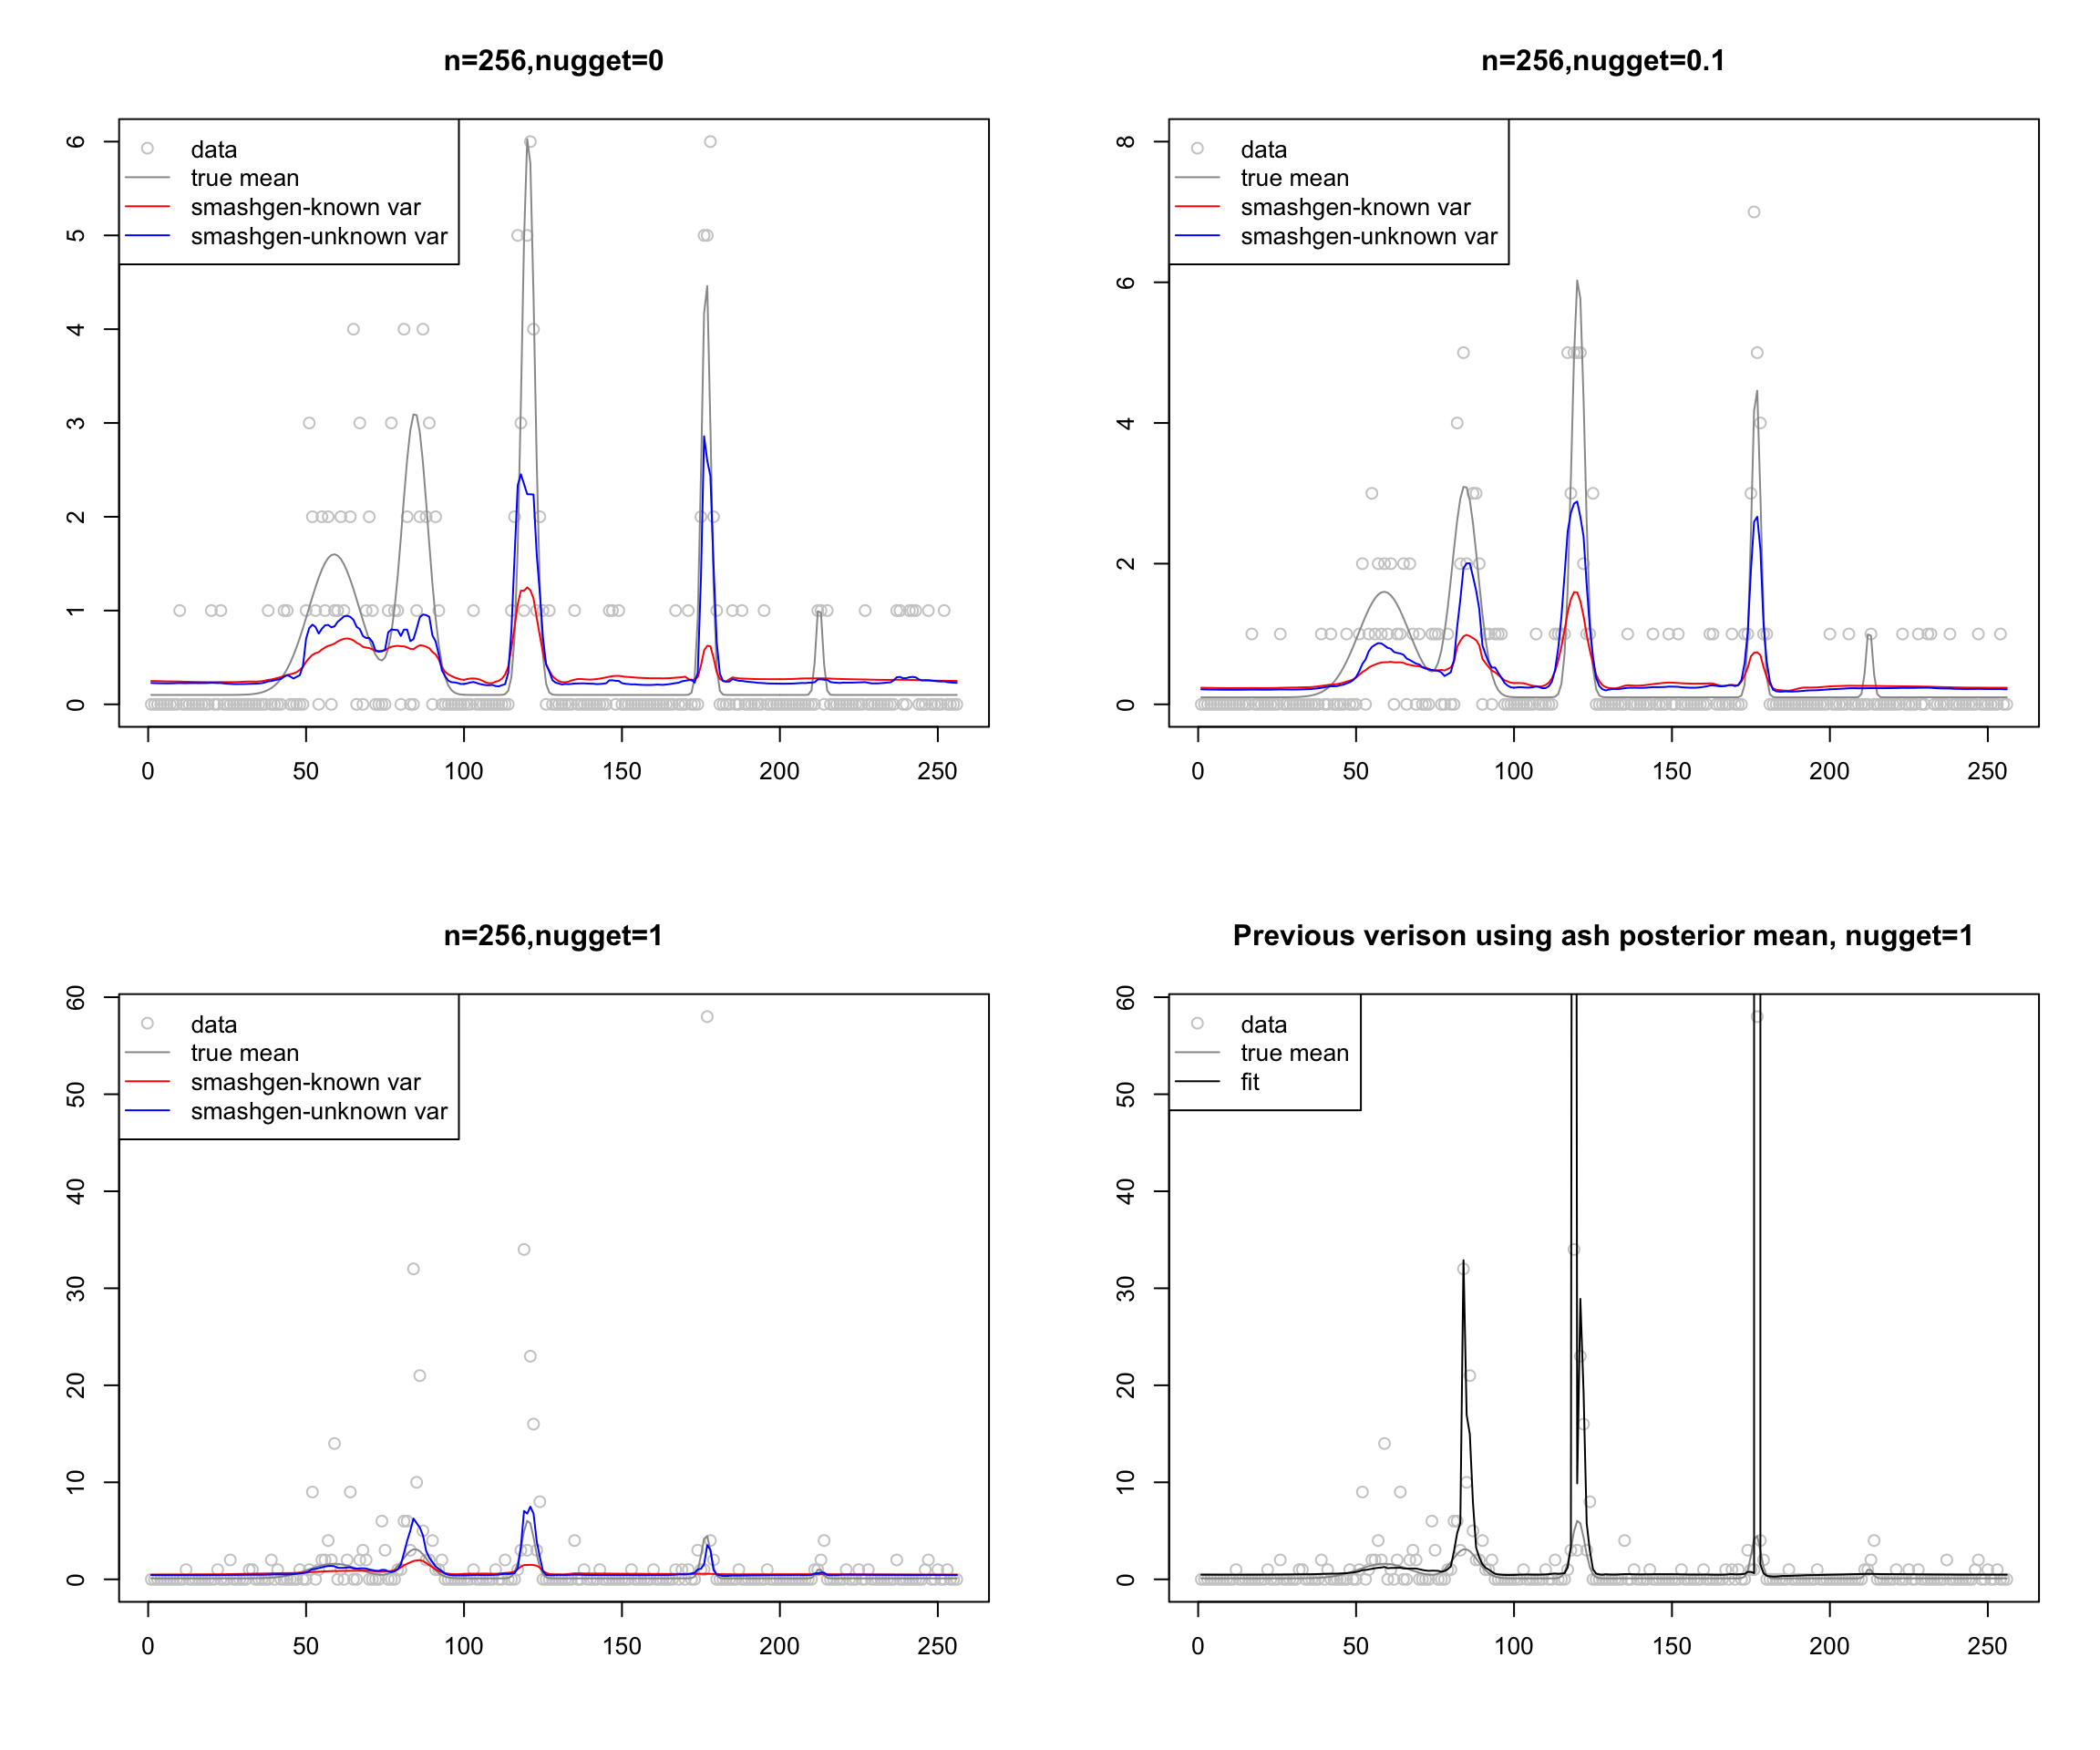 n=256,nugget=0
data
true mean
smashgen-known var
smashgen-unknown var
0 1 2 3 4 5 6
0 50 100 150 200 250
n=256,nugget=0.1
data
true mean
smashgen-known var
smashgen-unknown var
0 2 4 6 8
0 50 100 150 200 250
n=256,nugget=1
data
true mean
smashgen-known var
smashgen-unknown var
0 10 20 30 40 50 60
0 50 100 150 200 250
Previous verison using ash posterior mean, nugget=1
data
true mean
fit
0 10 20 30 40 50 60
0 50 100 150 200 250